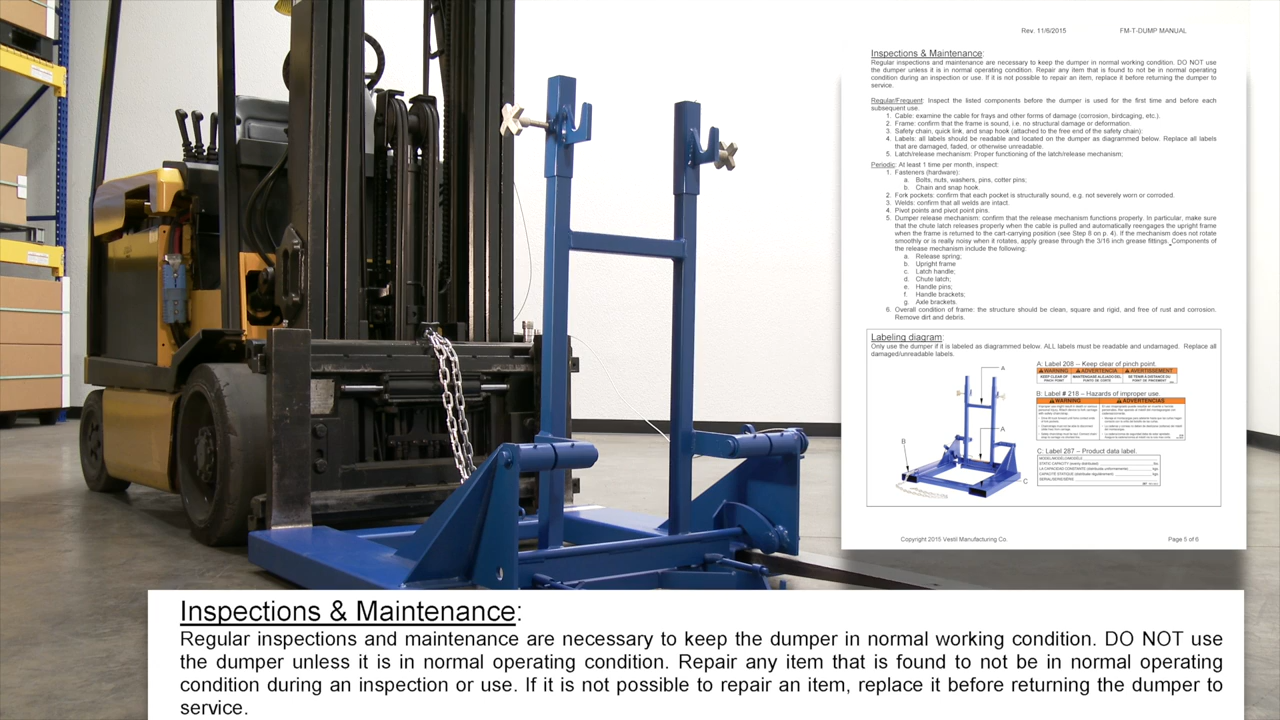 Rev. 11/6/2015 FM-T-DUMP MANUAL
Inspections & Maintenance:
Regular inspections and maintenance are necessary to keep the dumper in normal working condition. DO NOT use
the dumper unless it is in normal operating condition. Repair any item that is found to not be in normal operating
condition during an inspection or use. If it is not possible to repair an item, replace it before returning the dumper to
service.
Regular/Frequent: Inspect the listed components before the dumper is used for the first time and before each
subsequent use.
1. Cable: examine the cable for frays and other forms of damage (corrosion, birdcaging, etc.).
2. Frame: confirm that the frame is sound, i.e. no structural damage or deformation.
3. Safety chain, quick link, and snap hook (attached to the free end of the safety chain):
4. Labels: all labels should be readable and located on the dumper as diagrammed below. Replace all labels
that are damaged, faded, or otherwise unreadable.
5. Latch/release mechanism: Proper functioning of the latch/release mechanism;
Periodic: At least 1 time per month, inspect:
1. Fasteners (hardware):
a. Bolts, nuts, washers, pins, cotter pins;
b. Chain and snap hook.
2. Fork pockets: confirm that each pocket is structurally sound, e.g. not severely worn or corroded.
3. Welds: confirm that all welds are intact.
4. Pivot points and pivot point pins.
5. Dumper release mechanism: confirm that the release mechanism functions properly. In particular, make sure
that the chute latch releases properly when the cable is pulled and automatically reengages the upright frame
when the frame is returned to the cart-carrying position (see Step 8 on p. 4). If the mechanism does not rotate
smoothly or is really noisy when it rotates, apply grease through the 3/16 inch grease fittings. Components of
the release mechanism include the following:
a. Release spring;
b. Upright frame
c. Latch handle;
d. Chute latch;
e. Handle pins;
f. Handle brackets;
g. Axle brackets.
6. Overall condition of frame: the structure should be clean, square and rigid, and free of rust and corrosion.
Remove dirt and debris.
Labeling diagram:
Only use the dumper if it is labeled as diagrammed below. ALL labels must be readable and undamaged. Replace all
damaged/unreadable labels.
A: Label 208 – Keep clear of pinch point.
WARNING ADVERTENCIA AVERTISSEMENT
KEEP CLEAR OF
PINCH POINT
B: Label # 218 – Hazards of improper use.
WARNING ADVERTENCIAS
C: Label 287 – Product data label.
A
A
B
C
Copyright 2015 Vestil Manufacturing Co. Page 5 of 6
Inspections & Maintenance:
Regular inspections and maintenance are necessary to keep the dumper in normal working condition. DO NOT use
the dumper unless it is in normal operating condition. Repair any item that is found to not be in normal operating
condition during an inspection or use. If it is not possible to repair an item, replace it before returning the dumper to
service.